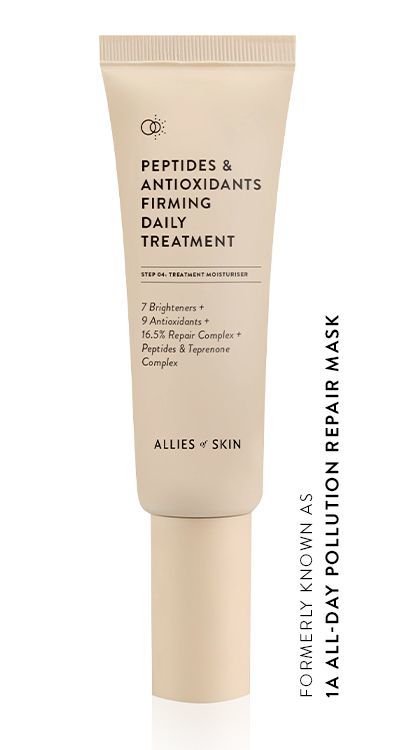 PEPTIDES &
ANTIOXIDANTS
FIRMING
DAILY
TREATMENT
STEP 04: TREATMENT MOISTURISER
7 Brighteners +
9 Antioxidants +
16.5% Repair Complex +
Peptides & Teprenone
Complex
ALLIES of SKIN
FORMERLY KNOWN AS
1A ALL-DAY POLLUTION REPAIR MASK